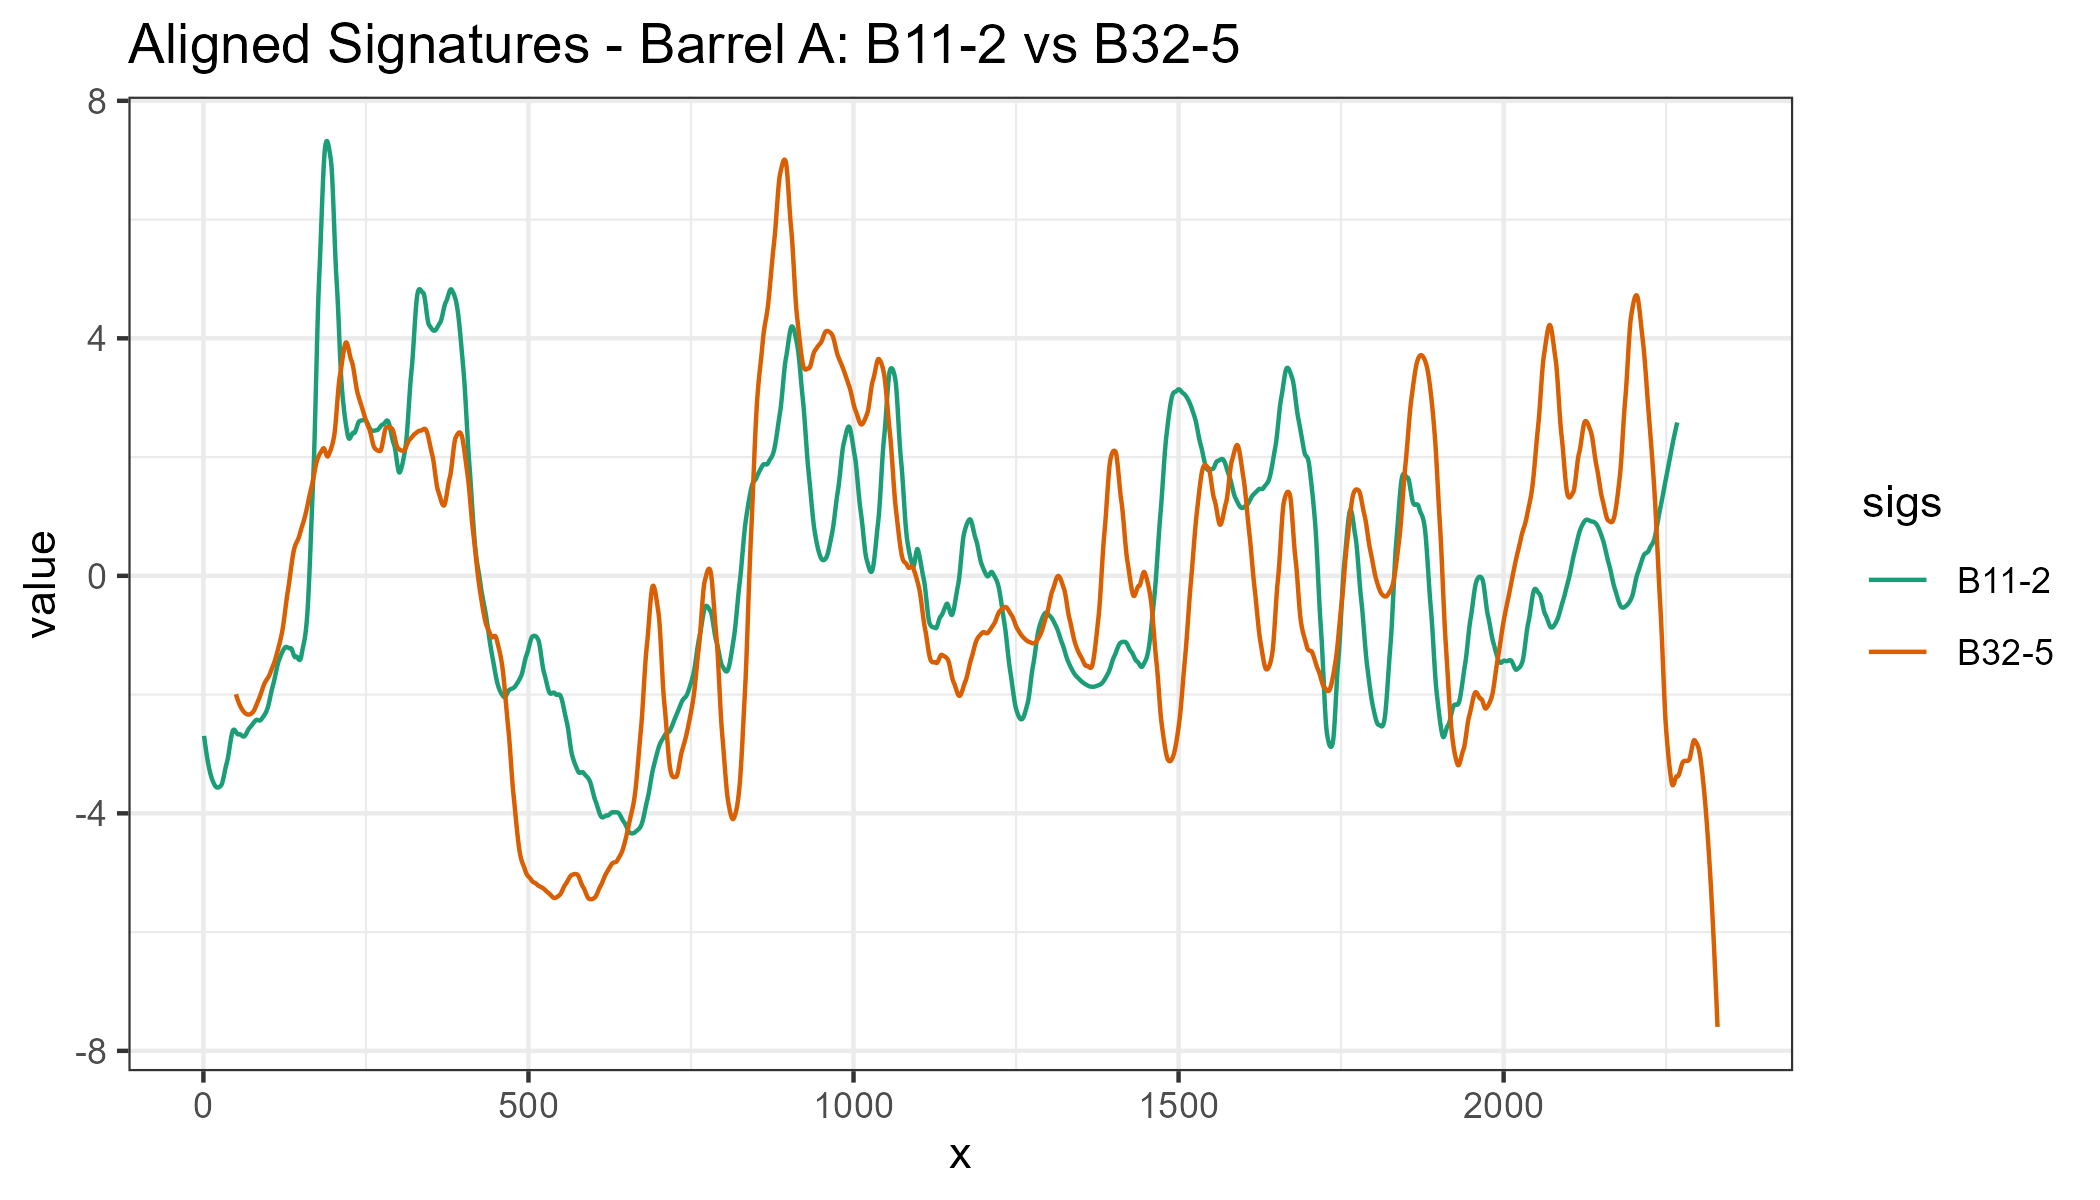 Aligned Signatures - Barrel A: B11-2 vs B32-5
8
4
0
-4
-8
value
0 500 1000 1500 2000
x
sigs
B11-2
B32-5